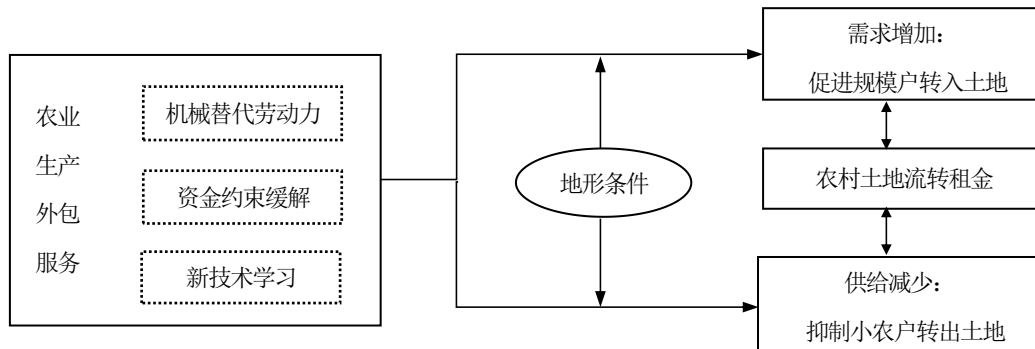 农业
生产
外包
服务
机械替代劳动力
资金约束缓解
新技术学习
地形条件
需求增加：
促进规模户转入土地
农村土地流转租金
供给减少：
抑制小农户转出土地